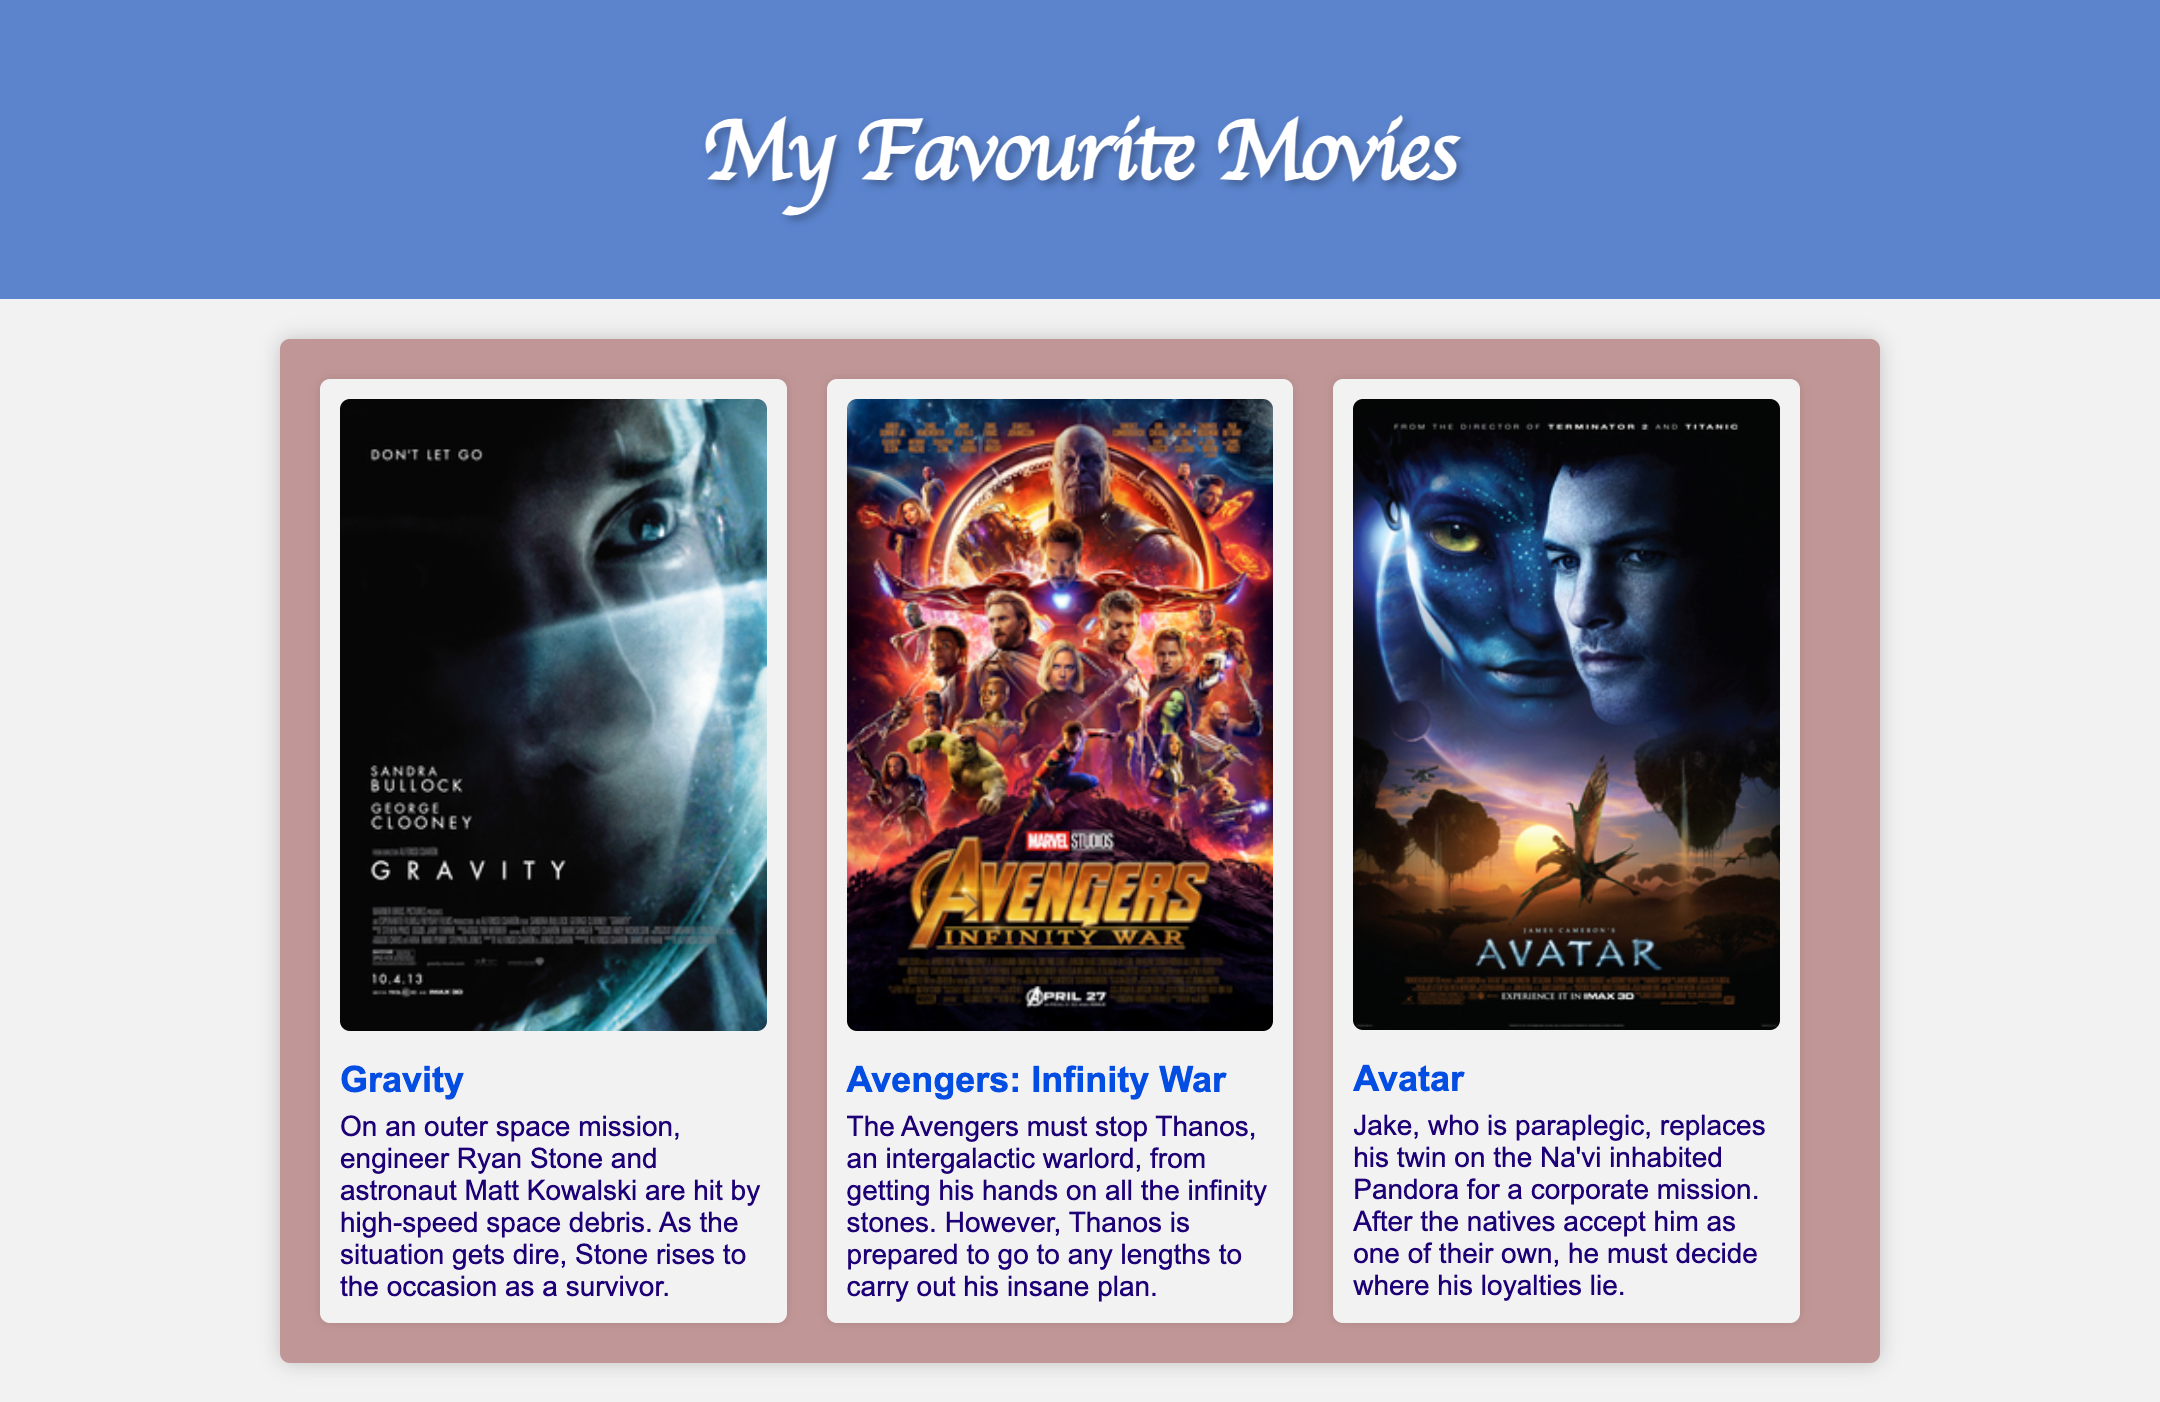 My Favourite Movies
DON'T LET GO
SANDRA
BULLOCK
GEORGE
CLOONEY
GRAVITY
10.4.13
IMAX 3D
Gravity
On an outer space mission,
engineer Ryan Stone and
astronaut Matt Kowalski are hit by
high-speed space debris. As the
situation gets dire, Stone rises to
the occasion as a survivor.
MARVEL STUDIOS
AVENGERS
INFINITY WAR
APRIL 27
Avengers: Infinity War
The Avengers must stop Thanos,
an intergalactic warlord, from
getting his hands on all the infinity
stones. However, Thanos is
prepared to go to any lengths to
carry out his insane plan.
FROM THE DIRECTOR OF TERMINATOR 2 AND TITANIC
JAMES CAMERON'S
AVATAR
EXPERIENCE IT IN IMAX 3D
Avatar
Jake, who is paraplegic, replaces
his twin on the Na'vi inhabited
Pandora for a corporate mission.
After the natives accept him as
one of their own, he must decide
where his loyalties lie.